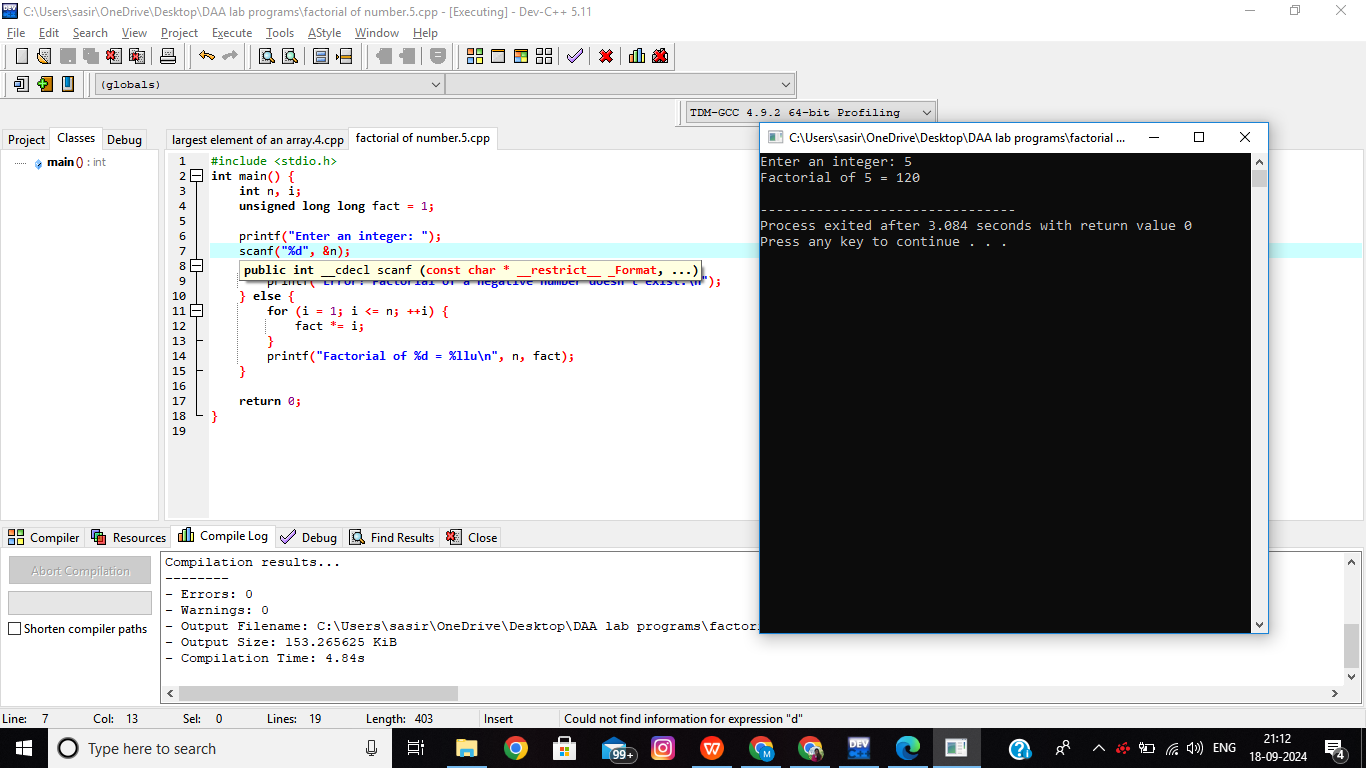 C:\Users\sasir\OneDrive\Desktop\DAA lab programs\factorial of number.5.cpp - [Executing] - Dev-C++ 5.11
File Edit Search View Project Execute Tools AStyle Window Help
(globals)
TDM-GCC 4.9.2 64-bit Profiling
Project Classes Debug
main () : int
largest element of an array.4.cpp factorial of number.5.cpp
1 #include <stdio.h>
2 int main() {
3 int n, i;
4 unsigned long long fact = 1;
5
6 printf("Enter an integer: ");
7 scanf("%d", &n);
public int __cdecl scanf (const char * __restrict__ _Format, ...)
8
9 printf("Error: Factorial of a negative number doesn't exist.\n");
10 } else {
11 for (i = 1; i <= n; ++i) {
12 fact *= i;
13 }
14 printf("Factorial of %d = %llu\n", n, fact);
15 }
16
17 return 0;
18 }
19
C:\Users\sasir\OneDrive\Desktop\DAA lab programs\factorial ...
Enter an integer: 5
Factorial of 5 = 120
--------------------------------
Process exited after 3.084 seconds with return value 0
Press any key to continue . . .
Compiler Resources Compile Log Debug Find Results Close
Abort Compilation
Shorten compiler paths
Compilation results...
--------
- Errors: 0
- Warnings: 0
- Output Filename: C:\Users\sasir\OneDrive\Desktop\DAA lab programs\factori
- Output Size: 153.265625 KiB
- Compilation Time: 4.84s
Line: 7 Col: 13 Sel: 0 Lines: 19 Length: 403 Insert Could not find information for expression "d"
Type here to search
99+
DEV
M
ENG
21:12
18-09-2024
4